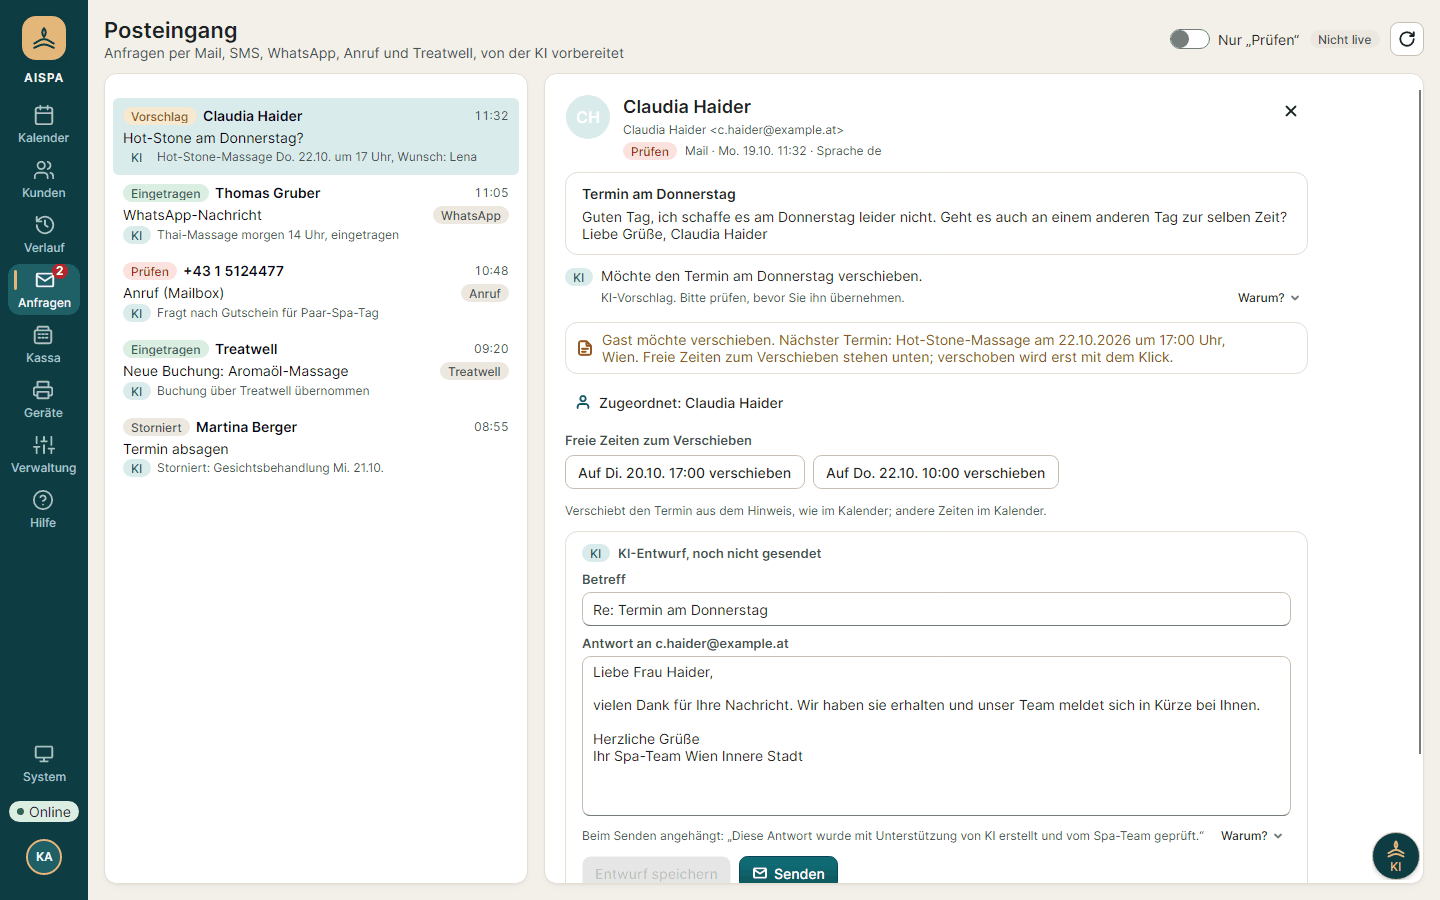 AISPA
Kalender
Kunden
Verlauf
2
Anfragen
Kassa
Geräte
Verwaltung
Hilfe
System
Online
KA
Posteingang
Anfragen per Mail, SMS, WhatsApp, Anruf und Treatwell, von der KI vorbereitet
Nur „Prüfen“
Nicht live
Vorschlag Claudia Haider 11:32
Hot-Stone am Donnerstag?
KI Hot-Stone-Massage Do. 22.10. um 17 Uhr, Wunsch: Lena
Eingetragen Thomas Gruber 11:05
WhatsApp-Nachricht WhatsApp
KI Thai-Massage morgen 14 Uhr, eingetragen
Prüfen +43 1 5124477 10:48
Anruf (Mailbox) Anruf
KI Fragt nach Gutschein für Paar-Spa-Tag
Eingetragen Treatwell 09:20
Neue Buchung: Aromaöl-Massage Treatwell
KI Buchung über Treatwell übernommen
Storniert Martina Berger 08:55
Termin absagen
KI Storniert: Gesichtsbehandlung Mi. 21.10.
CH
Claudia Haider
Claudia Haider <c.haider@example.at>
Prüfen Mail · Mo. 19.10. 11:32 · Sprache de
Termin am Donnerstag
Guten Tag, ich schaffe es am Donnerstag leider nicht. Geht es auch an einem anderen Tag zur selben Zeit?
Liebe Grüße, Claudia Haider
KI Möchte den Termin am Donnerstag verschieben.
KI-Vorschlag. Bitte prüfen, bevor Sie ihn übernehmen. Warum?
Gast möchte verschieben. Nächster Termin: Hot-Stone-Massage am 22.10.2026 um 17:00 Uhr,
Wien. Freie Zeiten zum Verschieben stehen unten; verschoben wird erst mit dem Klick.
Zugeordnet: Claudia Haider
Freie Zeiten zum Verschieben
Auf Di. 20.10. 17:00 verschieben
Auf Do. 22.10. 10:00 verschieben
Verschiebt den Termin aus dem Hinweis, wie im Kalender; andere Zeiten im Kalender.
KI KI-Entwurf, noch nicht gesendet
Betreff
Re: Termin am Donnerstag
Antwort an c.haider@example.at
Liebe Frau Haider,
vielen Dank für Ihre Nachricht. Wir haben sie erhalten und unser Team meldet sich in Kürze bei Ihnen.
Herzliche Grüße
Ihr Spa-Team Wien Innere Stadt
Beim Senden angehängt: „Diese Antwort wurde mit Unterstützung von KI erstellt und vom Spa-Team geprüft.“ Warum?
Entwurf speichern
Senden
KI